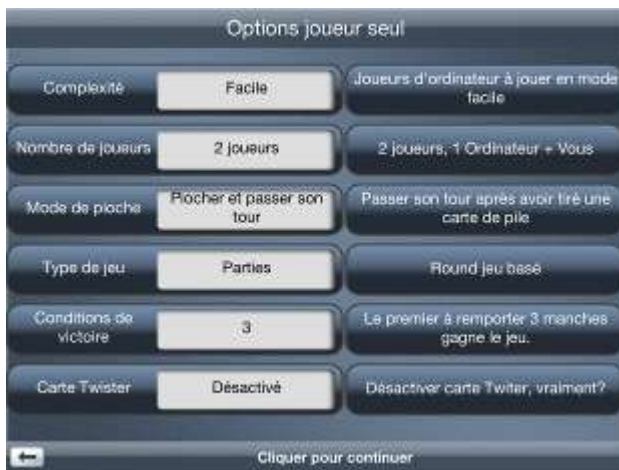 Options joueur seul
Complexité
Facile
Joueurs d'ordinateur à jouer en mode
facile
Nombre de joueurs
2 joueurs
2 joueurs, 1 Ordinateur + Vous
Mode de pioche
Piocher et passer son
tour
Passer son tour après avoir tiré une
carte de pile
Type de jeu
Parties
Round jeu basé
Conditions de
victoire
3
Le premier à remporter 3 manches
gagne le jeu.
Carte Twister
Désactivé
Désactiver carte Twiter, vraiment?
Cliquer pour continuer